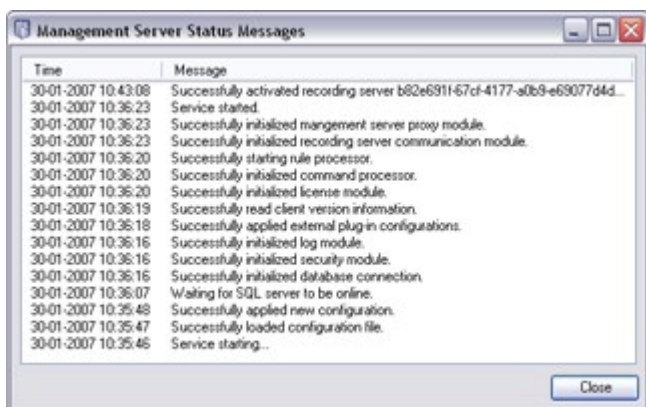 Management Server Status Messages
Time Message
30-01-2007 10:43:08 Successfully activated recording server b82e691f-67cf-4177-a0b9-e69077d4d...
30-01-2007 10:36:23 Service started.
30-01-2007 10:36:23 Successfully initialized mangement server proxy module.
30-01-2007 10:36:23 Successfully initialized recording server communication module.
30-01-2007 10:36:20 Successfully starting rule processor.
30-01-2007 10:36:20 Successfully initialized command processor.
30-01-2007 10:36:20 Successfully initialized license module.
30-01-2007 10:36:19 Successfully read client version information.
30-01-2007 10:36:18 Successfully applied external plug-in configurations.
30-01-2007 10:36:16 Successfully initialized log module.
30-01-2007 10:36:16 Successfully initialized security module.
30-01-2007 10:36:16 Successfully initialized database connection.
30-01-2007 10:36:07 Waiting for SQL server to be online.
30-01-2007 10:35:48 Successfully applied new configuration.
30-01-2007 10:35:47 Successfully loaded configuration file.
30-01-2007 10:35:46 Service starting...
Close